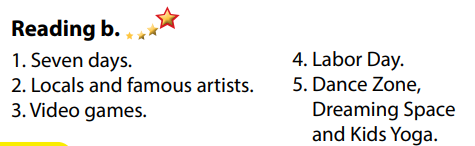 Reading b.
1. Seven days.
2. Locals and famous artists.
3. Video games.
4. Labor Day.
5. Dance Zone,
Dreaming Space
and Kids Yoga.